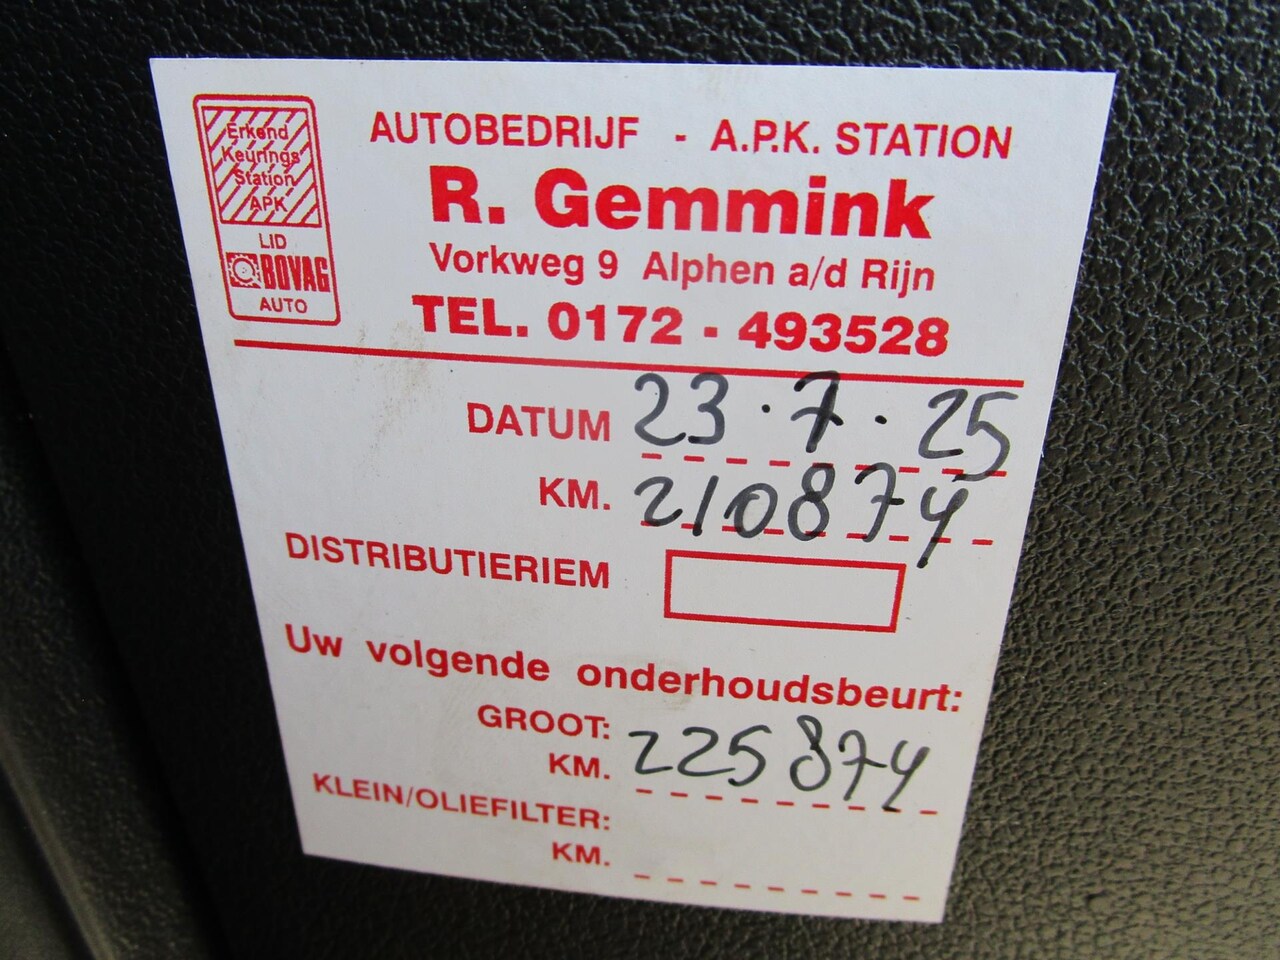 Erkend
Keurings
Station
APK
LID
BOVAG
AUTO
AUTOBEDRIJF - A.P.K. STATION
R. Gemmink
Vorkweg 9 Alphen a/d Rijn
TEL. 0172 - 493528
DATUM 23·7·25
KM. 210874
DISTRIBUTIERIEM
Uw volgende onderhoudsbeurt:
GROOT:
KM. 225874
KLEIN/OLIEFILTER:
KM.